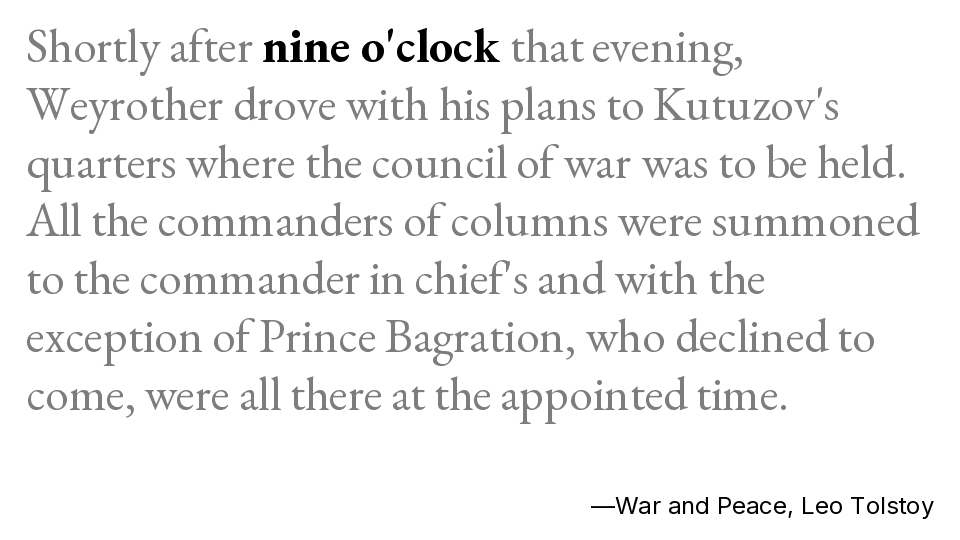 Shortly after nine o'clock that evening,
Weyrother drove with his plans to Kutuzov's
quarters where the council of war was to be held.
All the commanders of columns were summoned
to the commander in chief's and with the
exception of Prince Bagration, who declined to
come, were all there at the appointed time.
—War and Peace, Leo Tolstoy